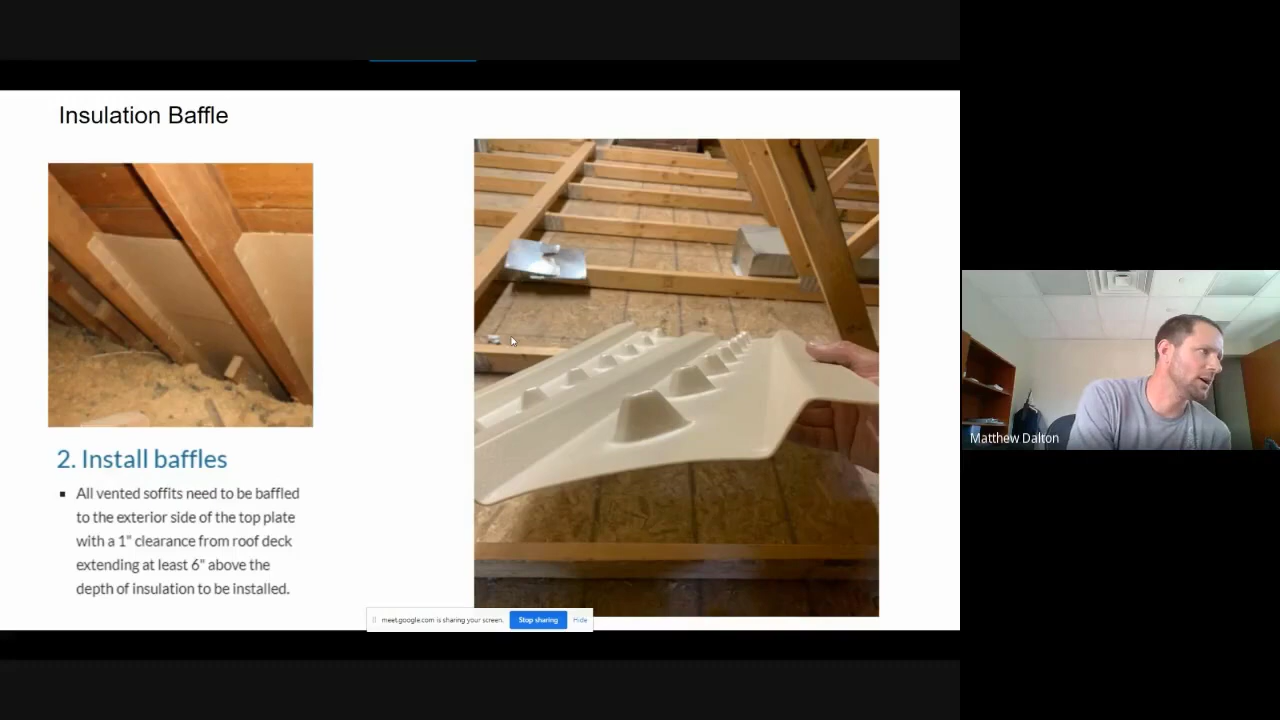 Insulation Baffle
2. Install baffles
▪ All vented soffits need to be baffled
to the exterior side of the top plate
with a 1" clearance from roof deck
extending at least 6" above the
depth of insulation to be installed.
meet.google.com is sharing your screen.
Stop sharing
Hide
Matthew Dalton